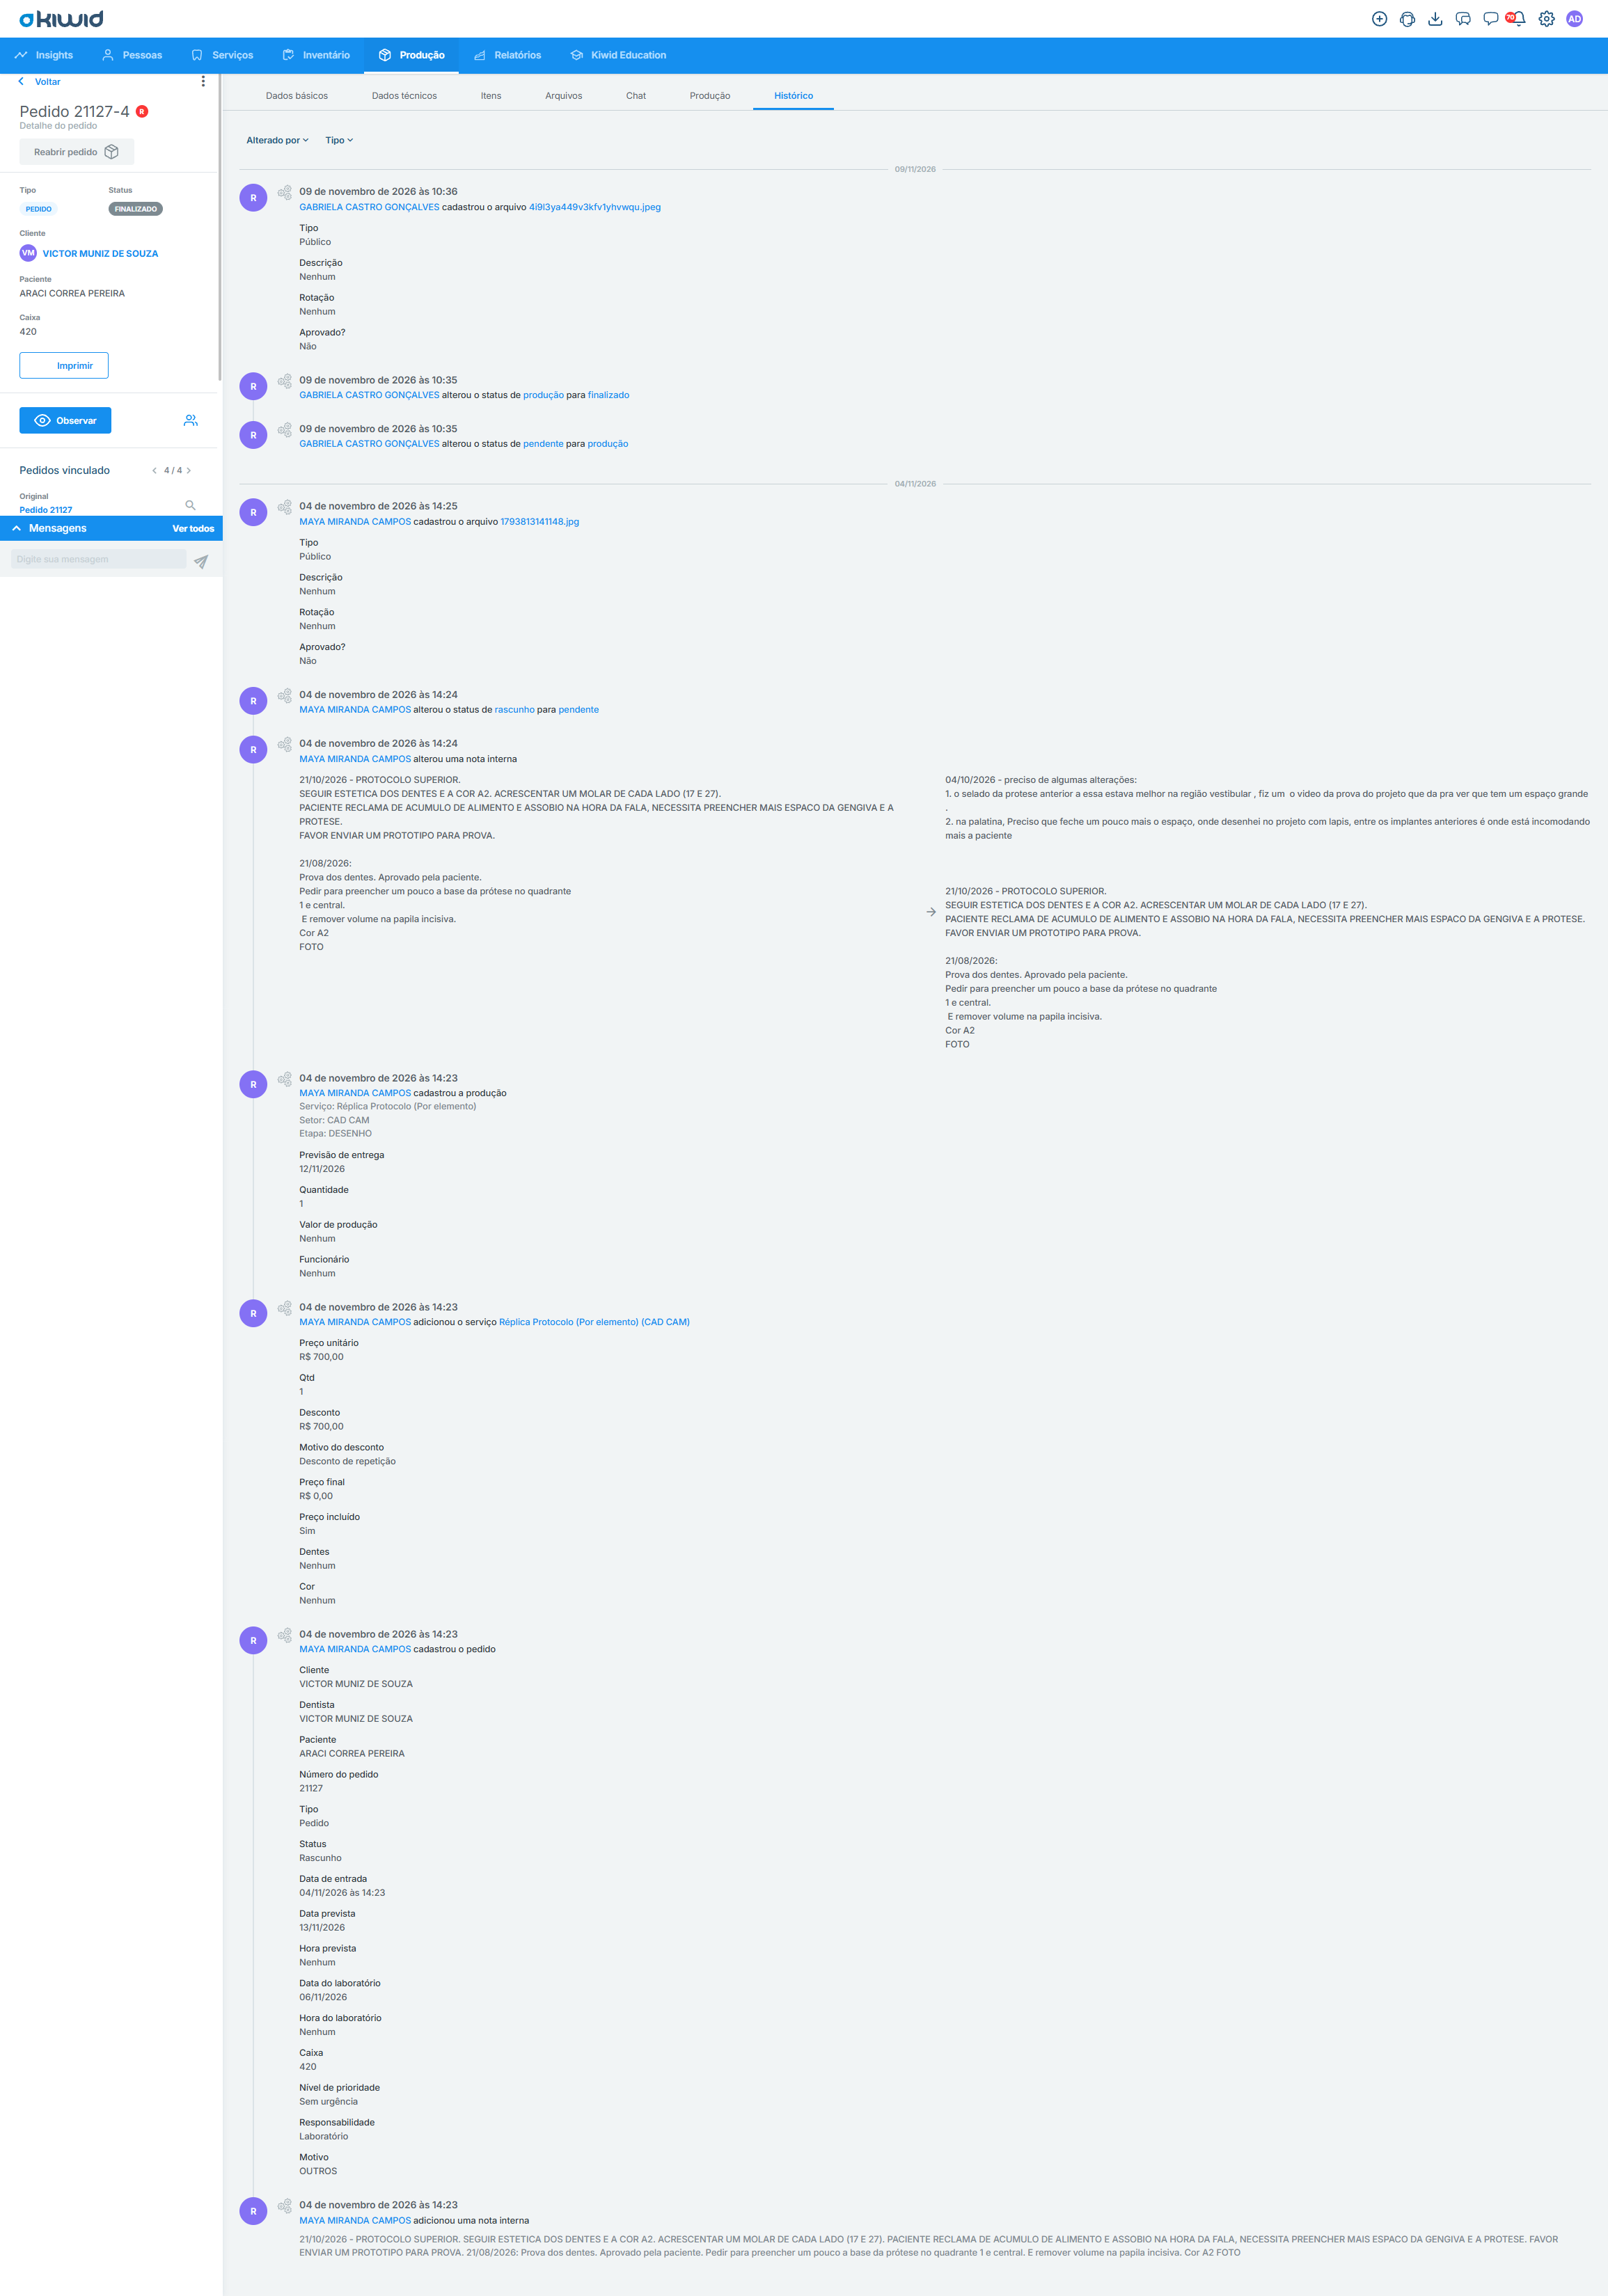 kiwid
70
AD
Insights
Pessoas
Serviços
Inventário
Produção
Relatórios
Kiwid Education
Voltar
Pedido 21127-4 R
Detalhe do pedido
Reabrir pedido
Tipo
Status
PEDIDO
FINALIZADO
Cliente
VM VICTOR MUNIZ DE SOUZA
Paciente
ARACI CORREA PEREIRA
Caixa
420
Imprimir
Observar
Pedidos vinculado
4 / 4
Original
Pedido 21127
Mensagens
Ver todos
Digite sua mensagem
Dados básicos
Dados técnicos
Itens
Arquivos
Chat
Produção
Histórico
Alterado por
Tipo
09/11/2026
R
09 de novembro de 2026 às 10:36
GABRIELA CASTRO GONÇALVES cadastrou o arquivo 4i9l3ya449v3kfv1yhvwqu.jpeg
Tipo
Público
Descrição
Nenhum
Rotação
Nenhum
Aprovado?
Não
R
09 de novembro de 2026 às 10:35
GABRIELA CASTRO GONÇALVES alterou o status de produção para finalizado
R
09 de novembro de 2026 às 10:35
GABRIELA CASTRO GONÇALVES alterou o status de pendente para produção
04/11/2026
R
04 de novembro de 2026 às 14:25
MAYA MIRANDA CAMPOS cadastrou o arquivo 1793813141148.jpg
Tipo
Público
Descrição
Nenhum
Rotação
Nenhum
Aprovado?
Não
R
04 de novembro de 2026 às 14:24
MAYA MIRANDA CAMPOS alterou o status de rascunho para pendente
R
04 de novembro de 2026 às 14:24
MAYA MIRANDA CAMPOS alterou uma nota interna
21/10/2026 - PROTOCOLO SUPERIOR.
SEGUIR ESTETICA DOS DENTES E A COR A2. ACRESCENTAR UM MOLAR DE CADA LADO (17 E 27).
PACIENTE RECLAMA DE ACUMULO DE ALIMENTO E ASSOBIO NA HORA DA FALA, NECESSITA PREENCHER MAIS ESPACO DA GENGIVA E A
PROTESE.
FAVOR ENVIAR UM PROTOTIPO PARA PROVA.
21/08/2026:
Prova dos dentes. Aprovado pela paciente.
Pedir para preencher um pouco a base da prótese no quadrante
1 e central.
E remover volume na papila incisiva.
Cor A2
FOTO
04/10/2026 - preciso de algumas alterações:
1. o selado da protese anterior a essa estava melhor na região vestibular , fiz um  o video da prova do projeto que da pra ver que tem um espaço grande
.
2. na palatina, Preciso que feche um pouco mais o espaço, onde desenhei no projeto com lapis, entre os implantes anteriores é onde está incomodando
mais a paciente
21/10/2026 - PROTOCOLO SUPERIOR.
SEGUIR ESTETICA DOS DENTES E A COR A2. ACRESCENTAR UM MOLAR DE CADA LADO (17 E 27).
PACIENTE RECLAMA DE ACUMULO DE ALIMENTO E ASSOBIO NA HORA DA FALA, NECESSITA PREENCHER MAIS ESPACO DA GENGIVA E A PROTESE.
FAVOR ENVIAR UM PROTOTIPO PARA PROVA.
21/08/2026:
Prova dos dentes. Aprovado pela paciente.
Pedir para preencher um pouco a base da prótese no quadrante
1 e central.
E remover volume na papila incisiva.
Cor A2
FOTO
R
04 de novembro de 2026 às 14:23
MAYA MIRANDA CAMPOS cadastrou a produção
Serviço: Réplica Protocolo (Por elemento)
Setor: CAD CAM
Etapa: DESENHO
Previsão de entrega
12/11/2026
Quantidade
1
Valor de produção
Nenhum
Funcionário
Nenhum
R
04 de novembro de 2026 às 14:23
MAYA MIRANDA CAMPOS adicionou o serviço Réplica Protocolo (Por elemento) (CAD CAM)
Preço unitário
R$ 700,00
Qtd
1
Desconto
R$ 700,00
Motivo do desconto
Desconto de repetição
Preço final
R$ 0,00
Preço incluído
Sim
Dentes
Nenhum
Cor
Nenhum
R
04 de novembro de 2026 às 14:23
MAYA MIRANDA CAMPOS cadastrou o pedido
Cliente
VICTOR MUNIZ DE SOUZA
Dentista
VICTOR MUNIZ DE SOUZA
Paciente
ARACI CORREA PEREIRA
Número do pedido
21127
Tipo
Pedido
Status
Rascunho
Data de entrada
04/11/2026 às 14:23
Data prevista
13/11/2026
Hora prevista
Nenhum
Data do laboratório
06/11/2026
Hora do laboratório
Nenhum
Caixa
420
Nível de prioridade
Sem urgência
Responsabilidade
Laboratório
Motivo
OUTROS
R
04 de novembro de 2026 às 14:23
MAYA MIRANDA CAMPOS adicionou uma nota interna
21/10/2026 - PROTOCOLO SUPERIOR. SEGUIR ESTETICA DOS DENTES E A COR A2. ACRESCENTAR UM MOLAR DE CADA LADO (17 E 27). PACIENTE RECLAMA DE ACUMULO DE ALIMENTO E ASSOBIO NA HORA DA FALA, NECESSITA PREENCHER MAIS ESPACO DA GENGIVA E A PROTESE. FAVOR
ENVIAR UM PROTOTIPO PARA PROVA. 21/08/2026: Prova dos dentes. Aprovado pela paciente. Pedir para preencher um pouco a base da prótese no quadrante 1 e central. E remover volume na papila incisiva. Cor A2 FOTO